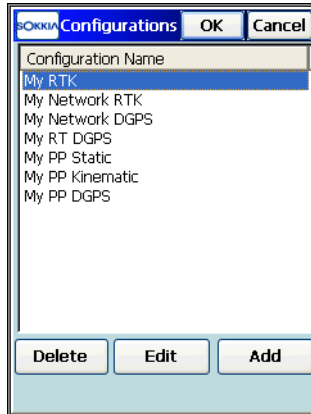 SOKKIA Configurations OK Cancel
Configuration Name
My RTK
My Network RTK
My Network DGPS
My RT DGPS
My PP Static
My PP Kinematic
My PP DGPS
Delete Edit Add